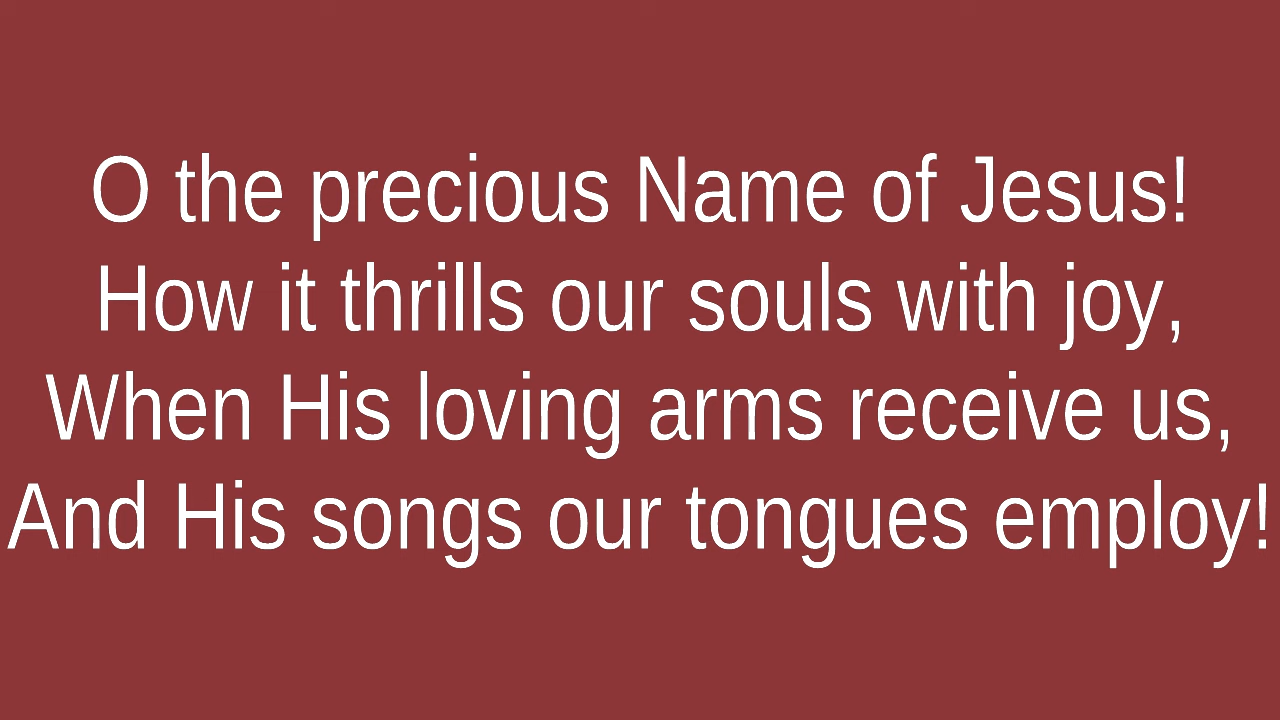 O the precious Name of Jesus!
How it thrills our souls with joy,
When His loving arms receive us,
And His songs our tongues employ!